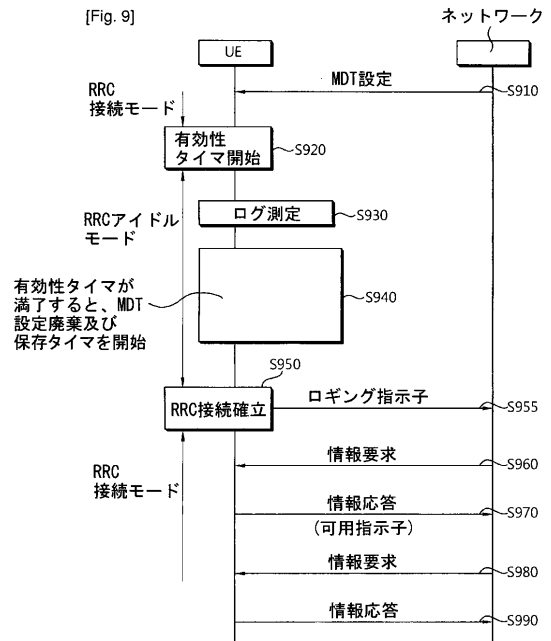 [Fig. 9]
ネットワーク
UE
MDT設定
S910
RRC
接続モード
有効性
タイマ開始
S920
RRCアイドル
モード
ログ測定
S930
有効性タイマが
満了すると、MDT
設定廃棄及び
保存タイマを開始
S940
S950
RRC接続確立
ロギング指示子
S955
RRC
接続モード
情報要求
S960
情報応答
(可用指示子)
S970
情報要求
S980
情報応答
S990